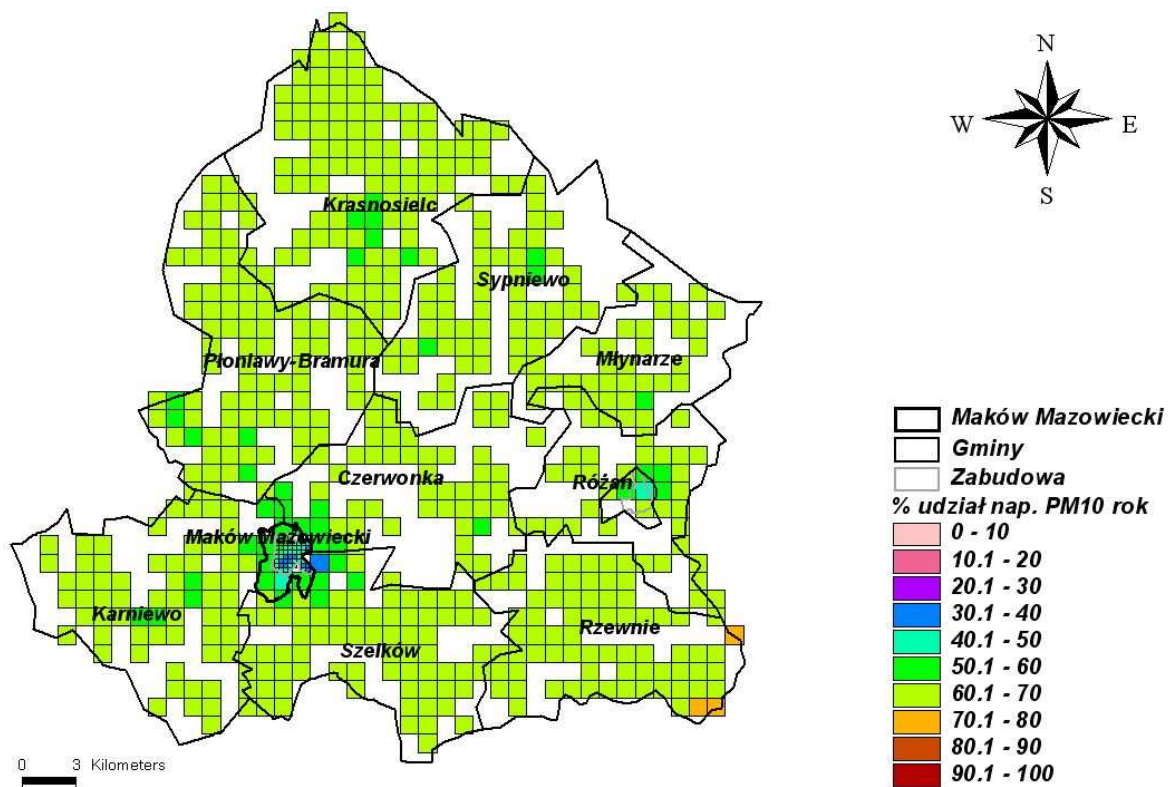 N
W E
S
Krasnosielc
Sypniewo
Płoniawy-Bramura
Młynarze
Czerwonka
Różan
Maków Mazowiecki
Karniewo
Szelków
Rzewnie
Maków Mazowiecki
Gminy
Zabudowa
% udział nap. PM10 rok
0 - 10
10.1 - 20
20.1 - 30
30.1 - 40
40.1 - 50
50.1 - 60
60.1 - 70
70.1 - 80
80.1 - 90
90.1 - 100
0 3 Kilometers